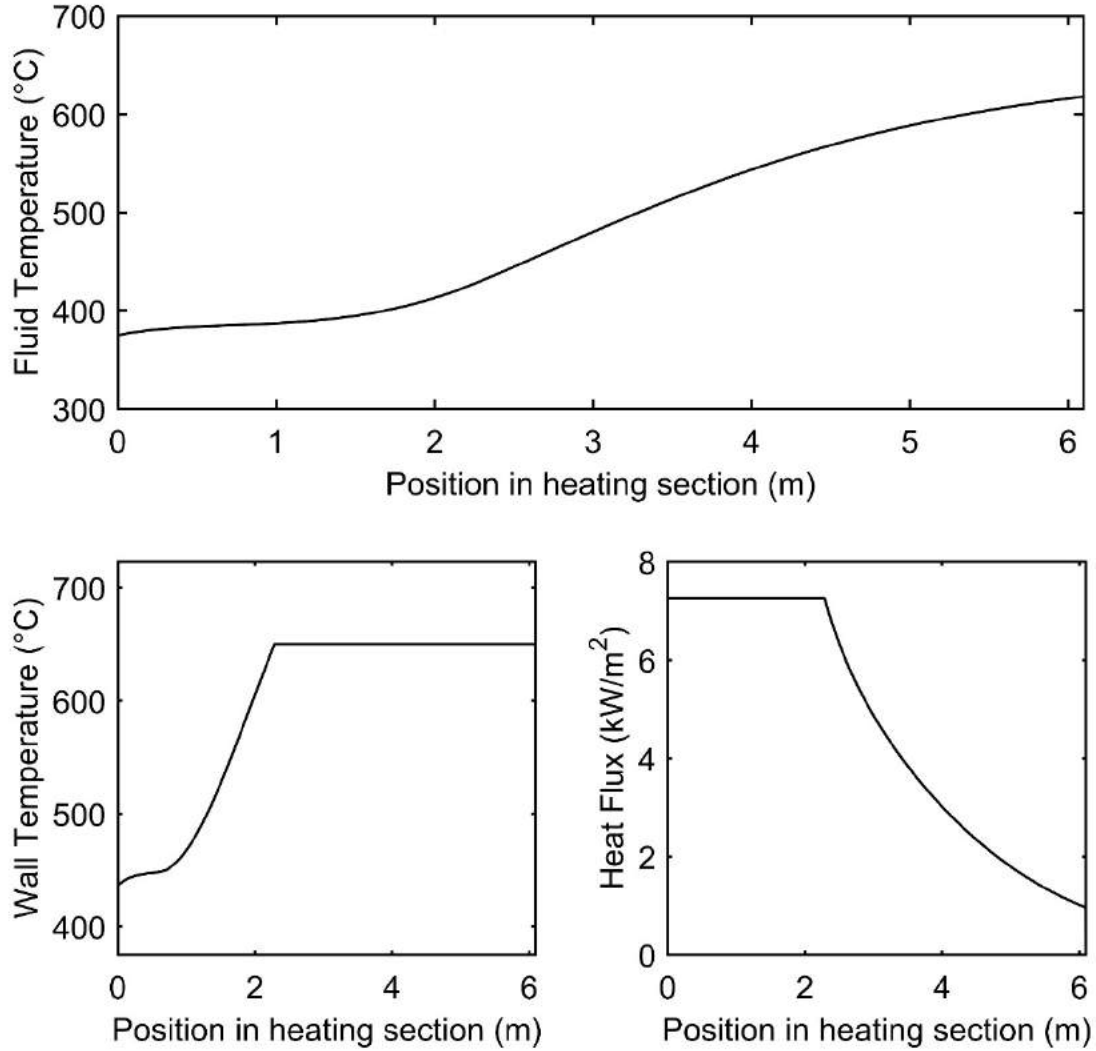 700
600
500
400
300
Fluid Temperature (°C)
0 1 2 3 4 5 6
Position in heating section (m)
700
600
500
400
Wall Temperature (°C)
0 2 4 6
Position in heating section (m)
8
6
4
2
0
Heat Flux (kW/m²)
0 2 4 6
Position in heating section (m)